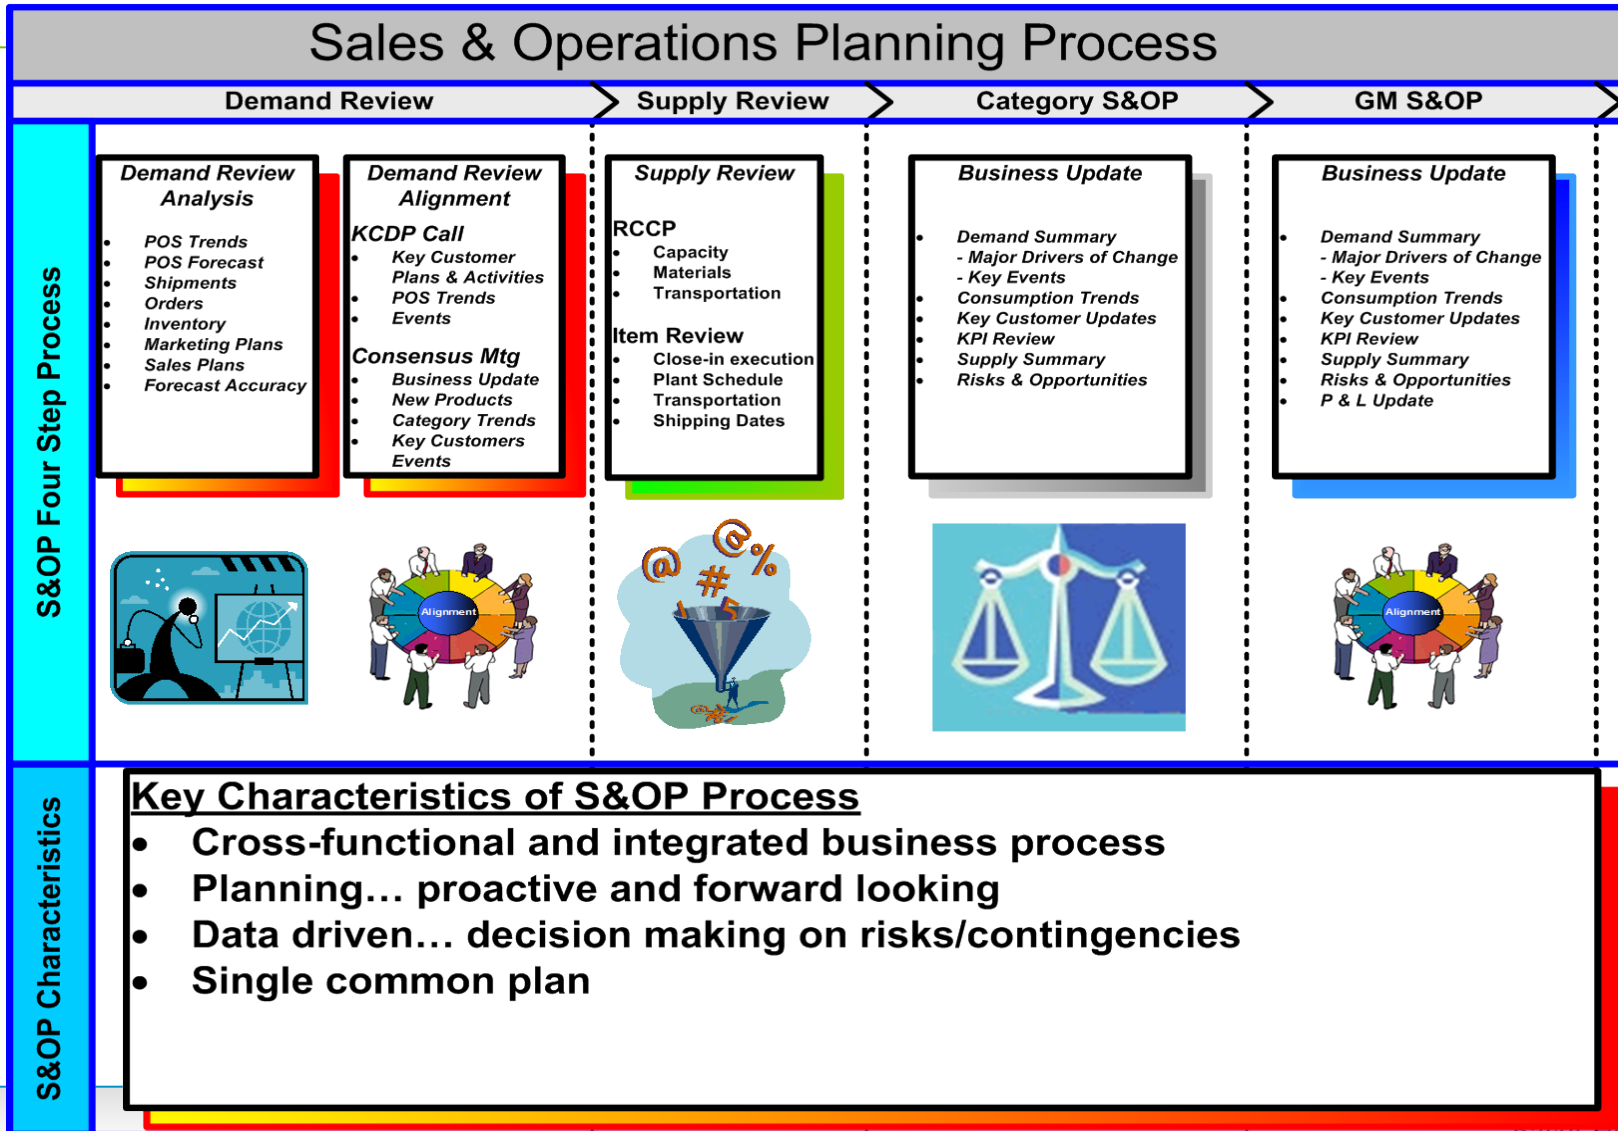 Sales & Operations Planning Process
Demand Review
Supply Review
Category S&OP
GM S&OP
S&OP Four Step Process
Demand Review
Analysis
• POS Trends
• POS Forecast
• Shipments
• Orders
• Inventory
• Marketing Plans
• Sales Plans
• Forecast Accuracy
Demand Review
Alignment
KCDP Call
• Key Customer
Plans & Activities
• POS Trends
• Events
Consensus Mtg
• Business Update
• New Products
• Category Trends
• Key Customers
Events
Supply Review
RCCP
• Capacity
• Materials
• Transportation
Item Review
• Close-in execution
• Plant Schedule
• Transportation
• Shipping Dates
Business Update
• Demand Summary
- Major Drivers of Change
- Key Events
• Consumption Trends
• Key Customer Updates
• KPI Review
• Supply Summary
• Risks & Opportunities
Business Update
• Demand Summary
- Major Drivers of Change
- Key Events
• Consumption Trends
• Key Customer Updates
• KPI Review
• Supply Summary
• Risks & Opportunities
• P & L Update
Alignment
@ @ % #
Alignment
S&OP Characteristics
Key Characteristics of S&OP Process
• Cross-functional and integrated business process
• Planning… proactive and forward looking
• Data driven… decision making on risks/contingencies
• Single common plan